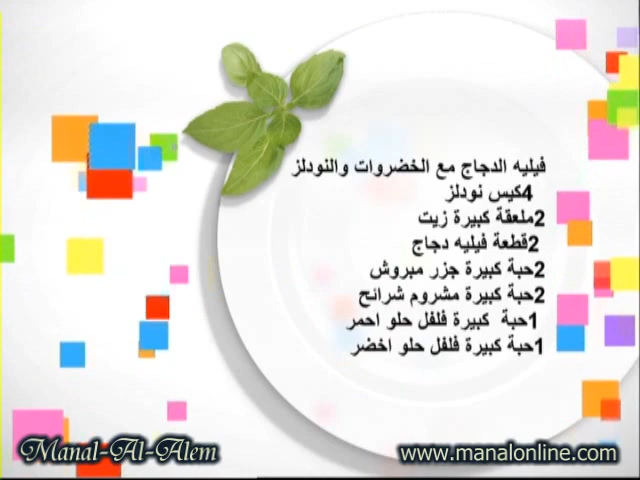 فيليه الدجاج مع الخضروات والنودلز
4كيس نودلز
2ملعقة كبيرة زيت
2قطعة فيليه دجاج
2حبة كبيرة جزر مبروش
2حبة كبيرة مشروم شرائح
1حبة كبيرة فلفل حلو احمر
1حبة كبيرة فلفل حلو اخضر
Manal-Al-Alem
www.manalonline.com